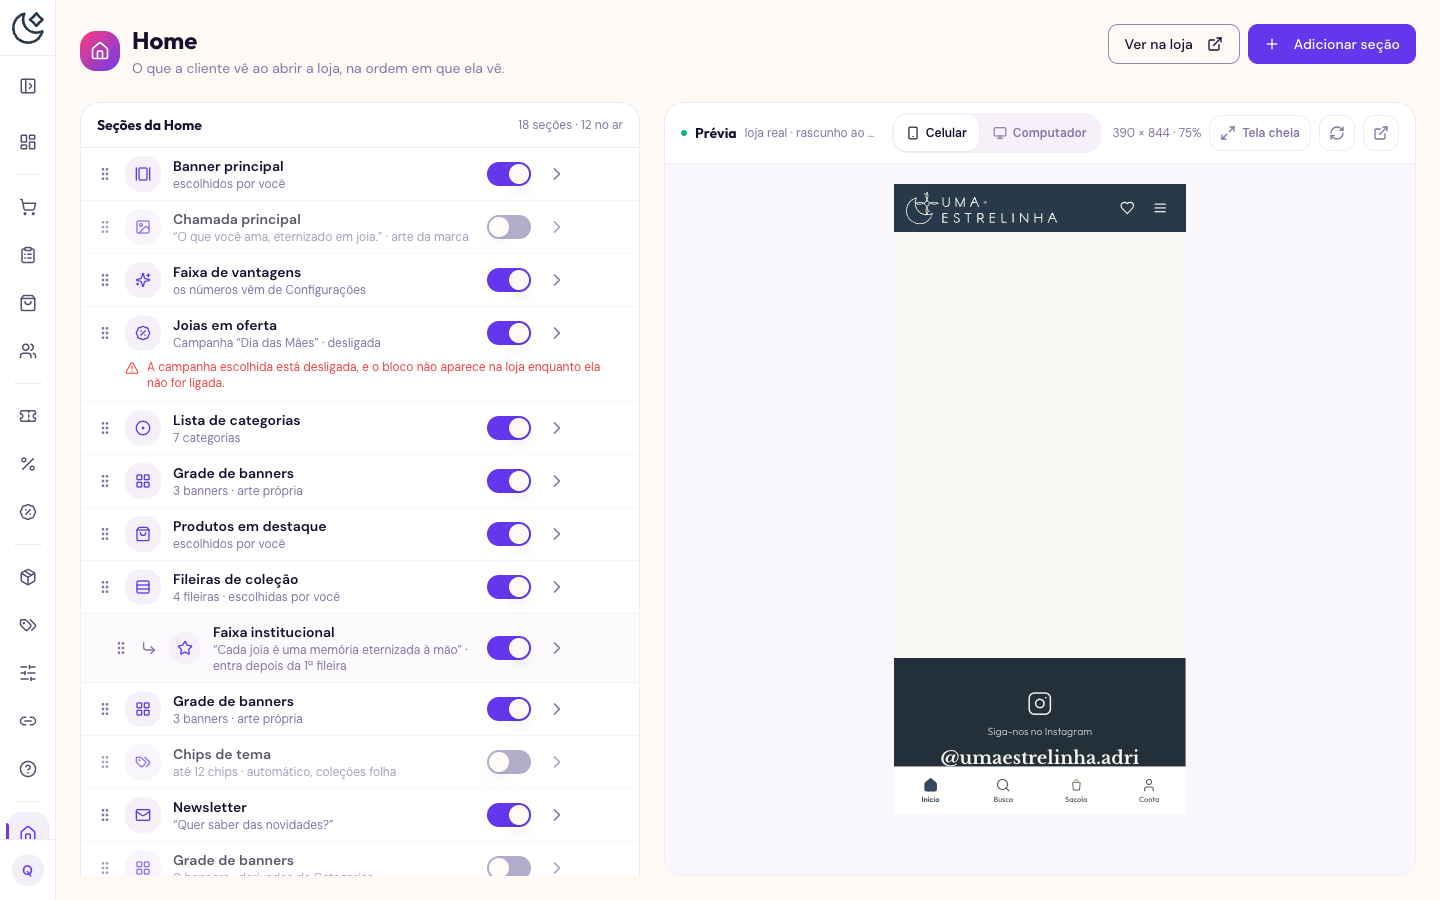 Home
O que a cliente vê ao abrir a loja, na ordem em que ela vê.
Ver na loja
Adicionar seção
Seções da Home
18 seções · 12 no ar
Banner principal
escolhidos por você
Chamada principal
“O que você ama, eternizado em joia.” · arte da marca
Faixa de vantagens
os números vêm de Configurações
Joias em oferta
Campanha “Dia das Mães” · desligada
A campanha escolhida está desligada, e o bloco não aparece na loja enquanto ela
não for ligada.
Lista de categorias
7 categorias
Grade de banners
3 banners · arte própria
Produtos em destaque
escolhidos por você
Fileiras de coleção
4 fileiras · escolhidas por você
Faixa institucional
“Cada joia é uma memória eternizada à mão” ·
entra depois da 1ª fileira
Grade de banners
3 banners · arte própria
Chips de tema
até 12 chips · automático, coleções folha
Newsletter
“Quer saber das novidades?”
Grade de banners
Q
Prévia
loja real · rascunho ao ...
Celular
Computador
390 × 844 · 75%
Tela cheia
UMA
ESTRELINHA
Siga-nos no Instagram
@umaestrelinha.adri
Início
Busca
Sacola
Conta